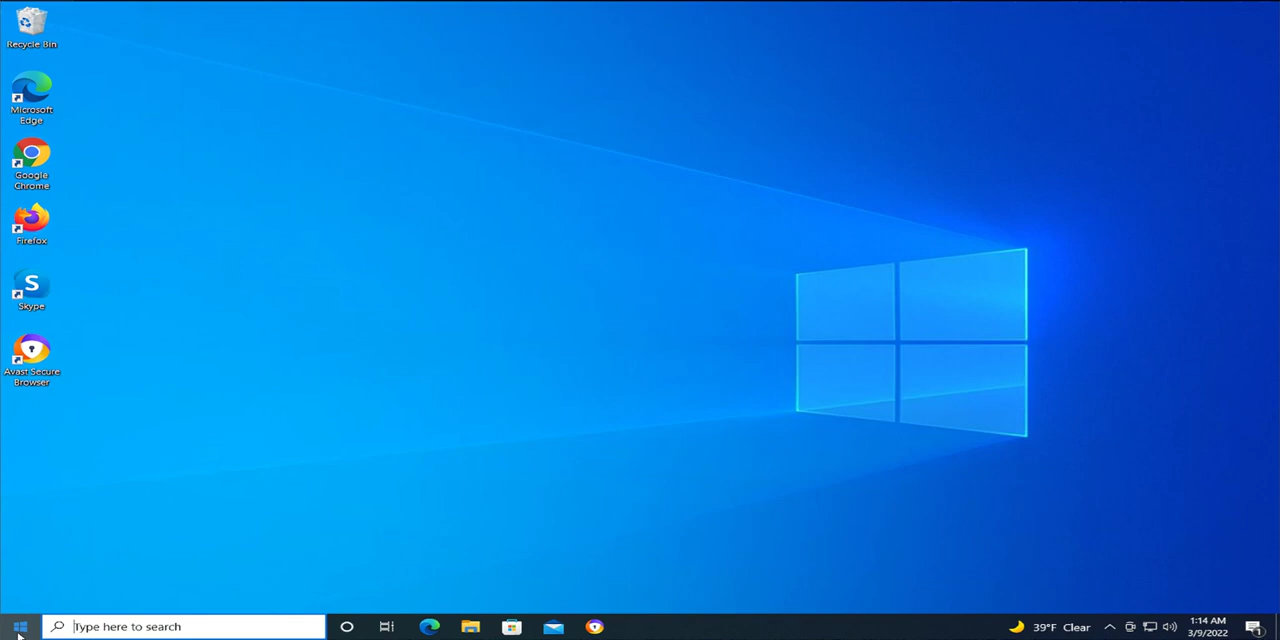 Recycle Bin
Microsoft
Edge
Google
Chrome
Firefox
S
Skype
Avast Secure
Browser
Type here to search
39°F Clear
1:14 AM
3/9/2022
1